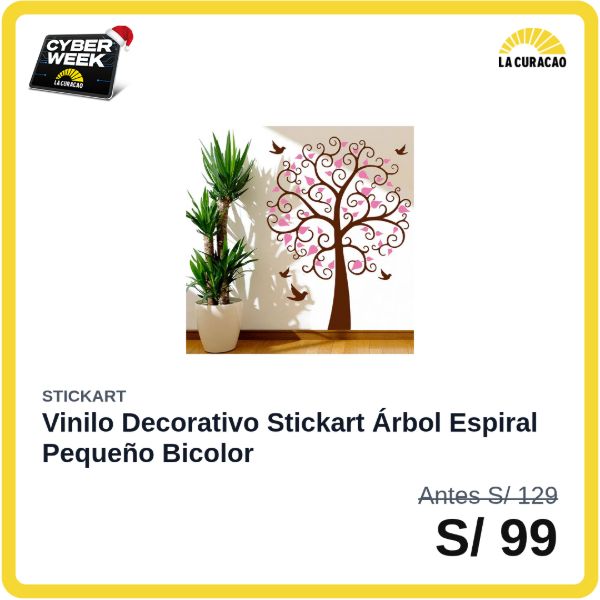 CYBER
WEEK
LA CURACAO
LA CURACAO
STICKART
Vinilo Decorativo Stickart Árbol Espiral
Pequeño Bicolor
Antes S/ 129
S/ 99